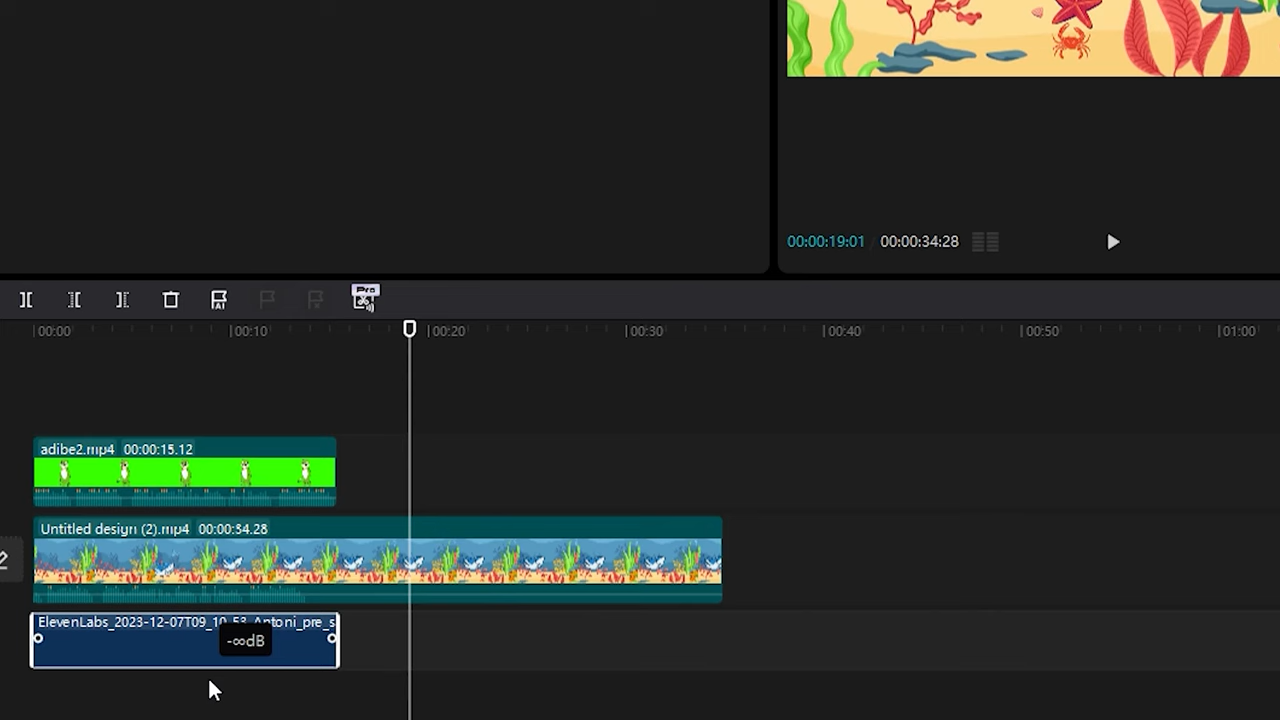 00:00:19:01 / 00:00:34:28
Pro
AI
00:00 00:10 00:20 00:30 00:40 00:50 01:00
adibe2.mp4 00:00:15.12
Untitled design (2).mp4 00:00:34.28
ElevenLabs_2023-12-07T09_10_53_Antoni_pre_s
-∞dB